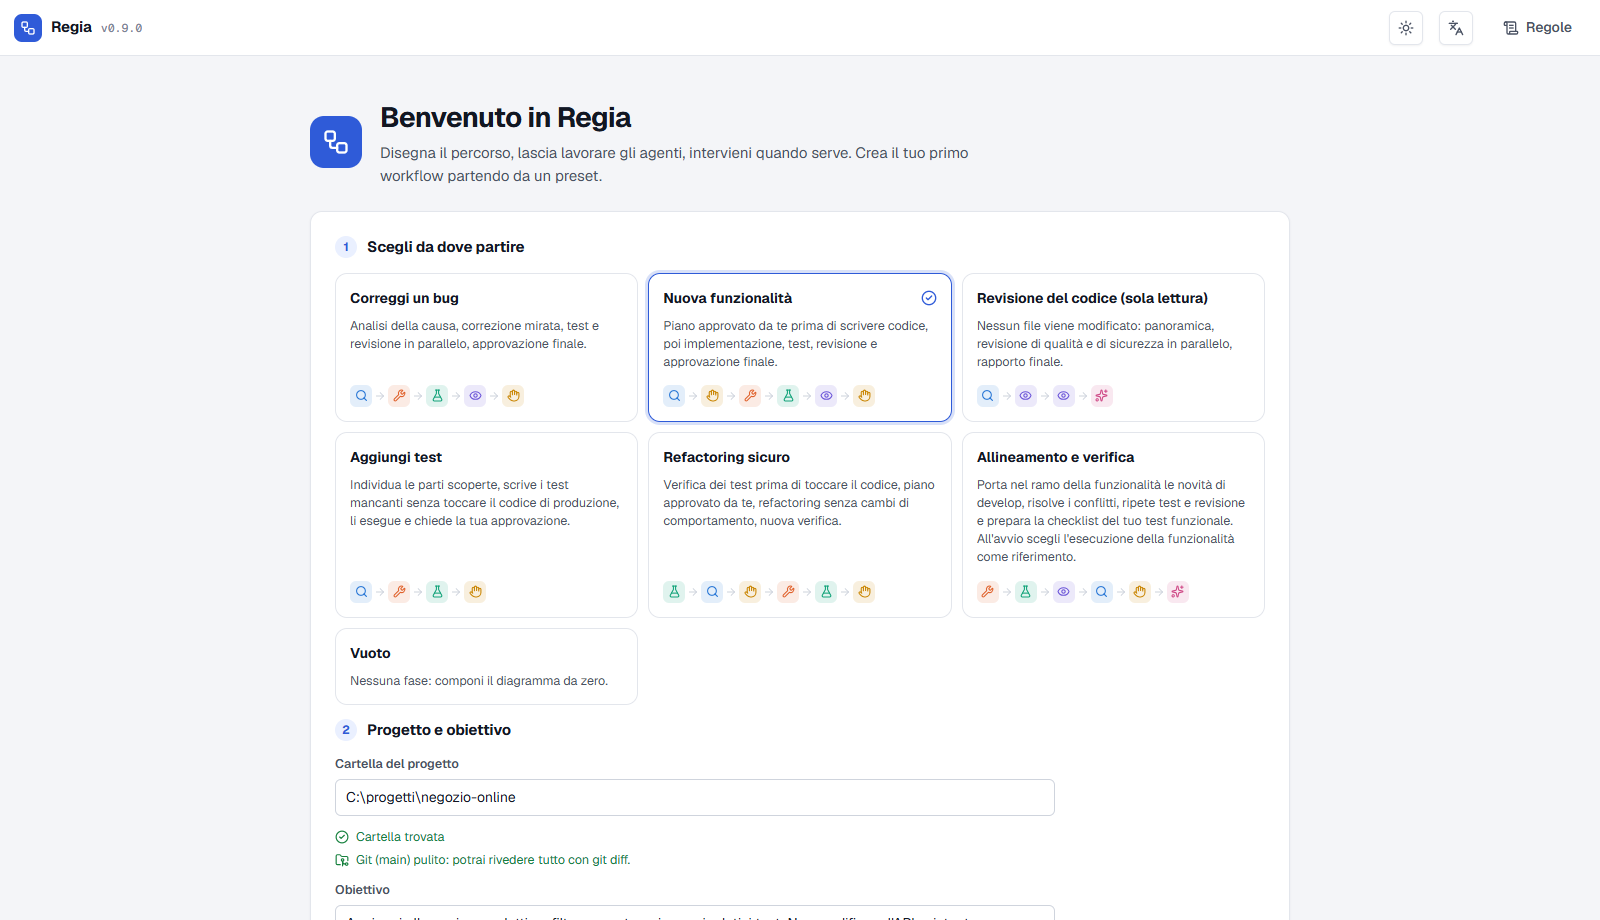 Regia v0.9.0
Regole
Benvenuto in Regia
Disegna il percorso, lascia lavorare gli agenti, intervieni quando serve. Crea il tuo primo
workflow partendo da un preset.
1 Scegli da dove partire
Correggi un bug
Analisi della causa, correzione mirata, test e
revisione in parallelo, approvazione finale.
Nuova funzionalità
Piano approvato da te prima di scrivere codice,
poi implementazione, test, revisione e
approvazione finale.
Revisione del codice (sola lettura)
Nessun file viene modificato: panoramica,
revisione di qualità e di sicurezza in parallelo,
rapporto finale.
Aggiungi test
Individua le parti scoperte, scrive i test
mancanti senza toccare il codice di produzione,
li esegue e chiede la tua approvazione.
Refactoring sicuro
Verifica dei test prima di toccare il codice, piano
approvato da te, refactoring senza cambi di
comportamento, nuova verifica.
Allineamento e verifica
Porta nel ramo della funzionalità le novità di
develop, risolve i conflitti, ripete test e revisione
e prepara la checklist del tuo test funzionale.
All'avvio scegli l'esecuzione della funzionalità
come riferimento.
Vuoto
Nessuna fase: componi il diagramma da zero.
2 Progetto e obiettivo
Cartella del progetto
C:\progetti\negozio-online
Cartella trovata
Git (main) pulito: potrai rivedere tutto con git diff.
Obiettivo